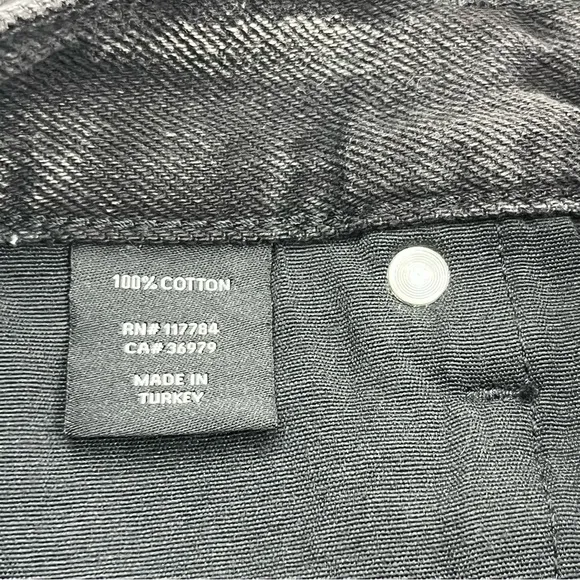 100% COTTON
RN# 117784
CA# 36979
MADE IN
TURKEY